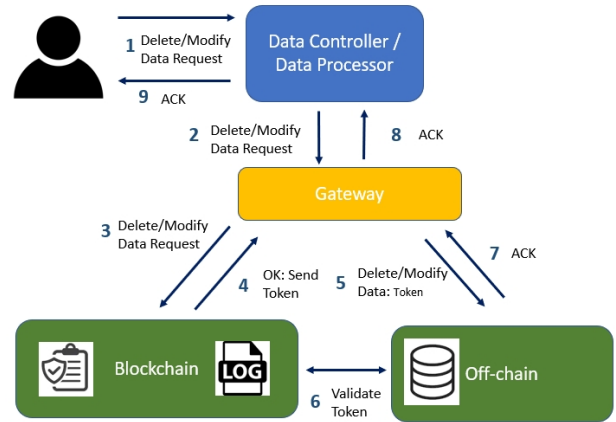 1 Delete/Modify
Data Request
Data Controller /
Data Processor
9 ACK
2 Delete/Modify
Data Request
8 ACK
Gateway
3 Delete/Modify
Data Request
4 OK: Send
Token
5 Delete/Modify
Data: Token
7 ACK
Blockchain
LOG
6 Validate
Token
Off-chain